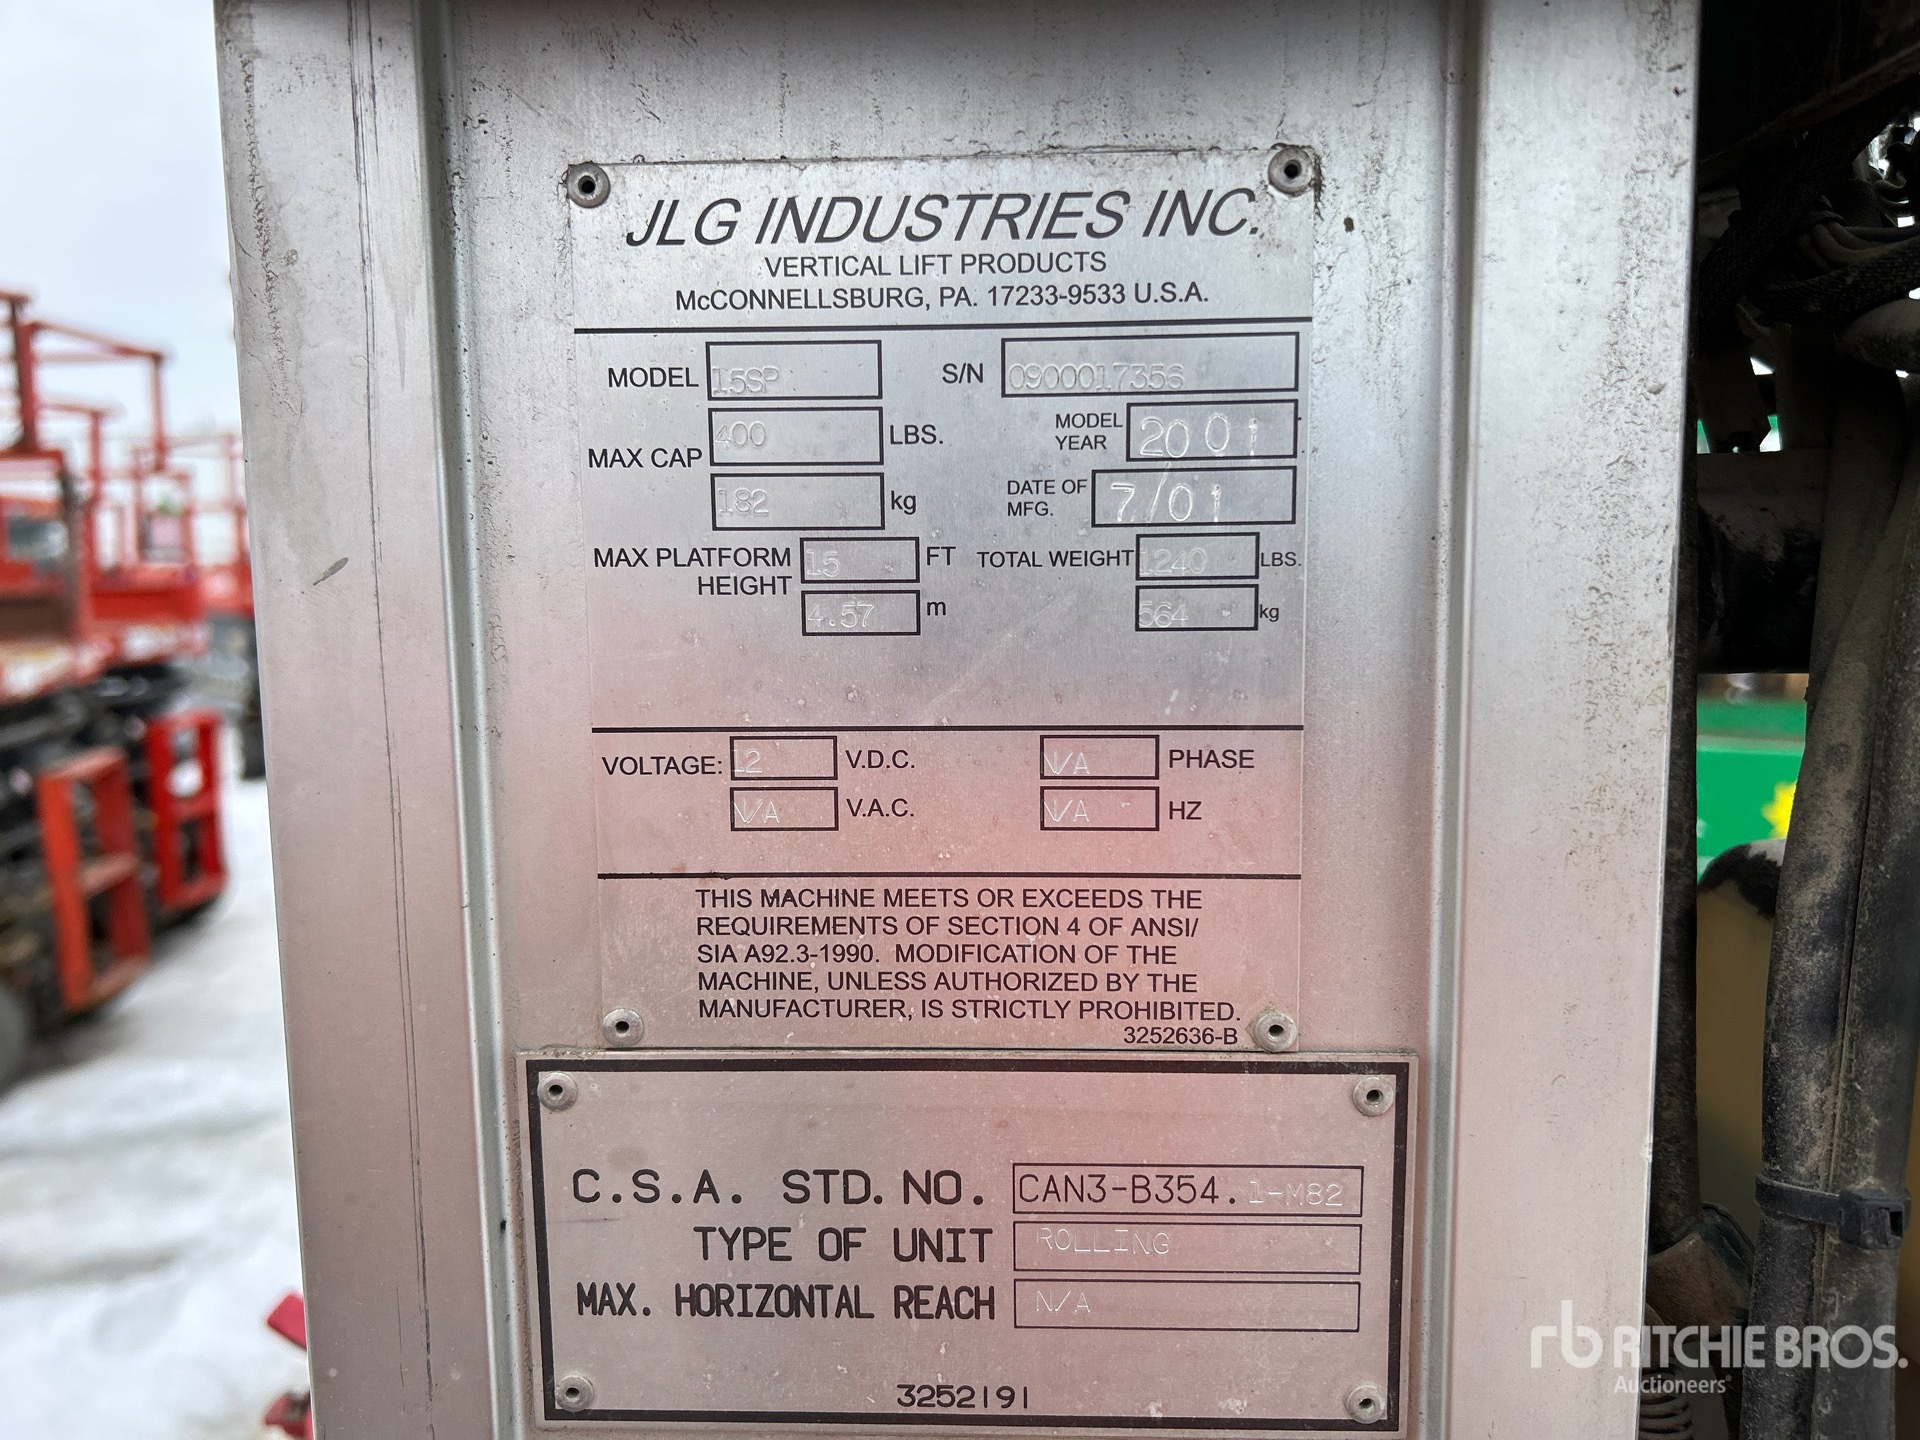 JLG INDUSTRIES INC.
VERTICAL LIFT PRODUCTS
McCONNELLSBURG, PA. 17233-9533 U.S.A.
MODEL 15SP S/N 0900017356
MAX CAP 400 LBS. MODEL YEAR 2001
182 kg DATE OF MFG. 7/01
MAX PLATFORM HEIGHT 15 FT TOTAL WEIGHT 1240 LBS.
4.57 m 564 kg
VOLTAGE: 12 V.D.C. N/A PHASE
N/A V.A.C. N/A HZ
THIS MACHINE MEETS OR EXCEEDS THE
REQUIREMENTS OF SECTION 4 OF ANSI/
SIA A92.3-1990. MODIFICATION OF THE
MACHINE, UNLESS AUTHORIZED BY THE
MANUFACTURER, IS STRICTLY PROHIBITED.
3252636-B
C.S.A. STD. NO. CAN3-B354.1-M82
TYPE OF UNIT ROLLING
MAX. HORIZONTAL REACH N/A
3252191
rb RITCHIE BROS.
Auctioneers